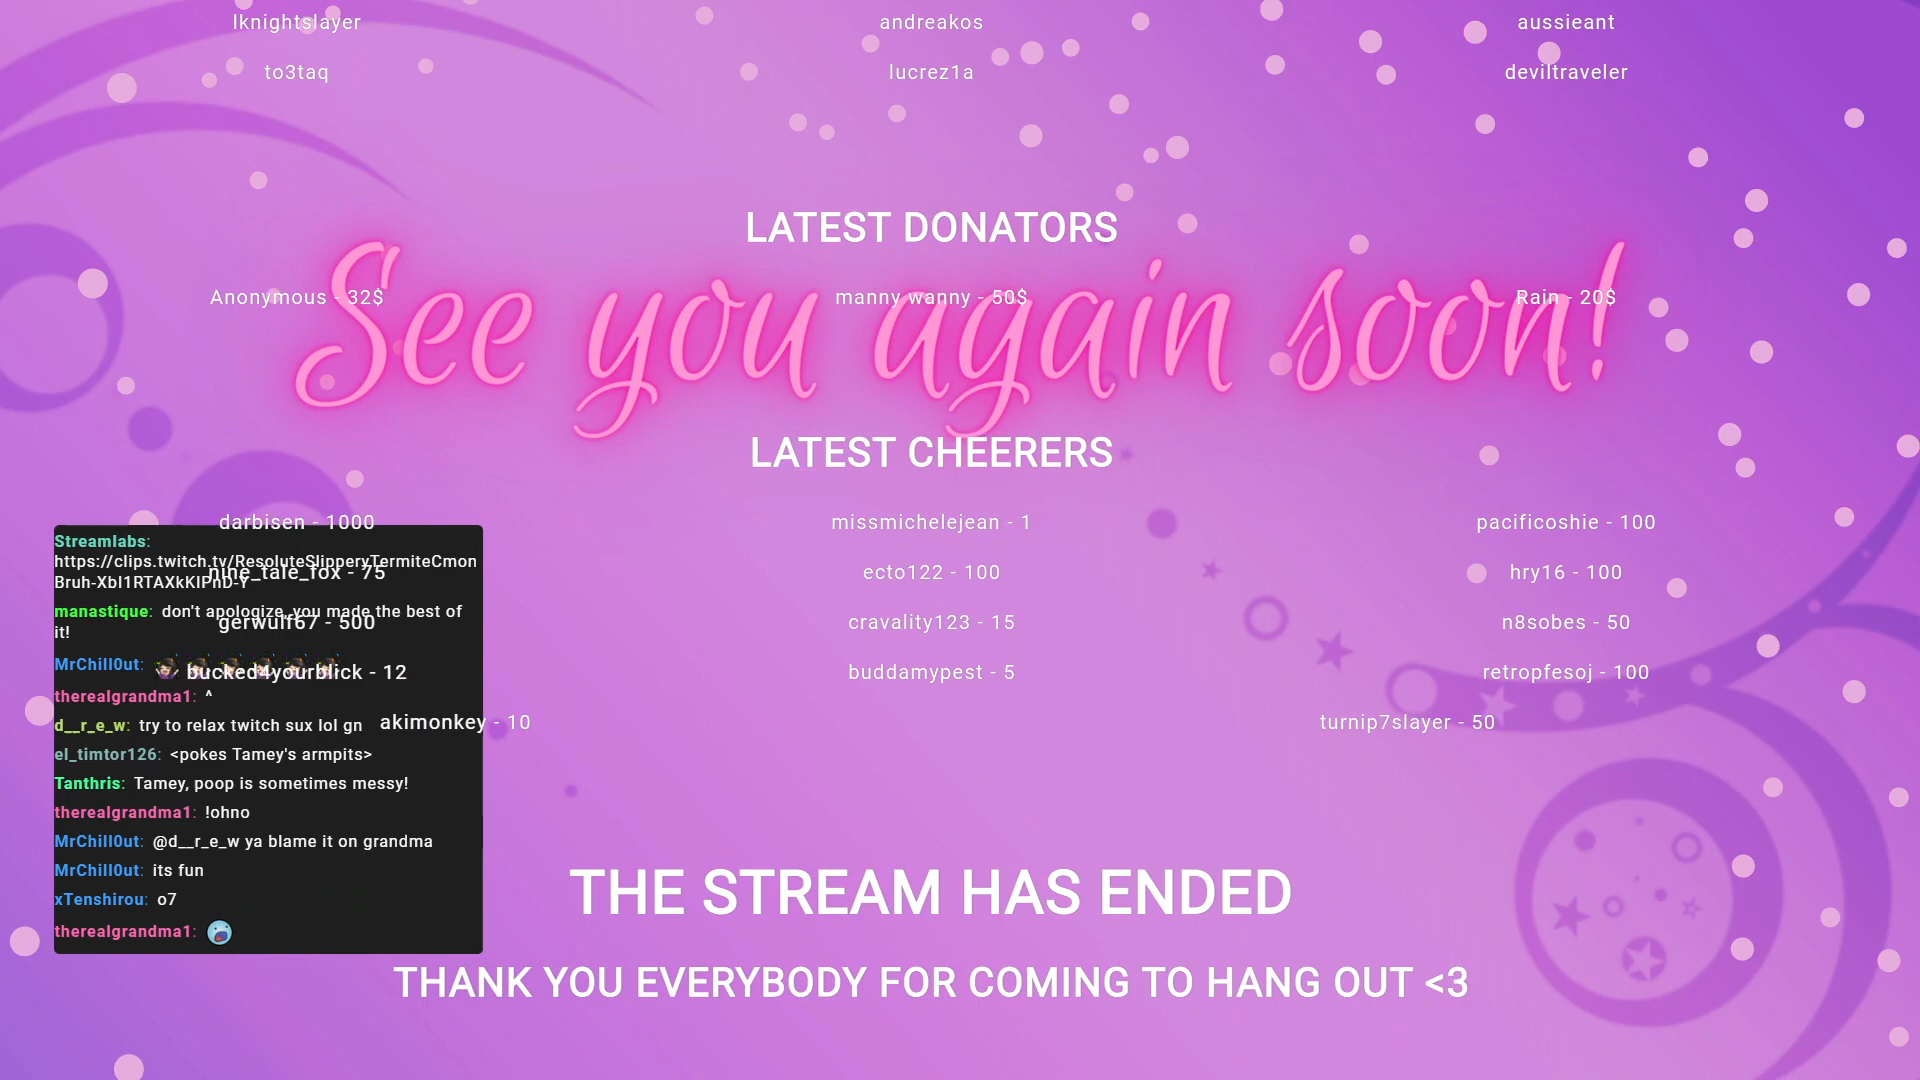 lknightslayer
andreakos
aussieant
to3taq
lucrez1a
deviltraveler
LATEST DONATORS
See you again soon!
Anonymous - 32$
manny wanny - 50$
Rain - 20$
LATEST CHEERERS
darbisen - 1000
missmichelejean - 1
pacificoshie - 100
nine_tale_fox - 75
ecto122 - 100
hry16 - 100
gerwulf67 - 500
cravality123 - 15
n8sobes - 50
bucked4yourblick - 12
buddamypest - 5
retropfesoj - 100
akimonkey - 10
turnip7slayer - 50
Streamlabs:
https://clips.twitch.tv/ResoluteSlipperyTermiteCmon
Bruh-XbI1RTAXkKIPnD-Y
manastique: don't apologize, you made the best of
it!
MrChill0ut:
therealgrandma1: ^
d__r_e_w: try to relax twitch sux lol gn
el_timtor126: <pokes Tamey's armpits>
Tanthris: Tamey, poop is sometimes messy!
therealgrandma1: !ohno
MrChill0ut: @d__r_e_w ya blame it on grandma
MrChill0ut: its fun
xTenshirou: o7
therealgrandma1:
THE STREAM HAS ENDED
THANK YOU EVERYBODY FOR COMING TO HANG OUT <3